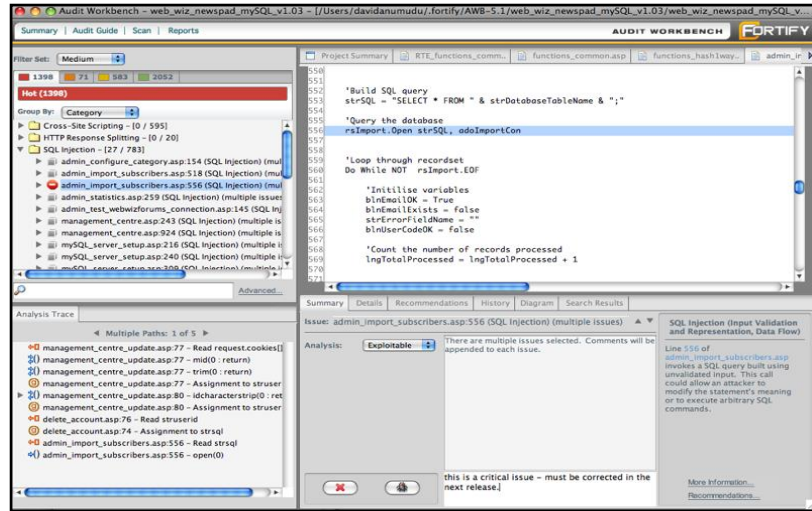 Audit Workbench – web_wiz_newspad_mySQL_v1.03 – [/Users/davidanumudu/.fortify/AWB-5.1/web_wiz_newspad_mySQL_v1.03/web_wiz_newspad_mySQL_v...
Summary | Audit Guide | Scan | Reports
AUDIT WORKBENCH
FORTIFY
Filter Set: Medium
1398 71 583 2052
Hot (1398)
Group By: Category
Cross-Site Scripting - [0 / 595]
HTTP Response Splitting - [0 / 20]
SQL Injection - [27 / 783]
admin_configure_category.asp:154 (SQL Injection) (mul
admin_import_subscribers.asp:518 (SQL Injection) (mul
admin_import_subscribers.asp:556 (SQL Injection) (mul
admin_statistics.asp:259 (SQL Injection) (multiple issues
admin_test_webwizforums_connection.asp:145 (SQL Inj
management_centre.asp:243 (SQL Injection) (multiple is
management_centre.asp:924 (SQL Injection) (multiple is
mySQL_server_setup.asp:216 (SQL Injection) (multiple i
mySQL_server_setup.asp:240 (SQL Injection) (multiple i
mySQL_server_setup.asp:309 (SQL Injection) (multiple i
Advanced...
Analysis Trace
Multiple Paths: 1 of 5
management_centre_update.asp:77 - Read request.cookies[]
management_centre_update.asp:77 - mid(0 : return)
management_centre_update.asp:77 - trim(0 : return)
management_centre_update.asp:77 - Assignment to struser
management_centre_update.asp:80 - idcharacterstrip(0 : ret
management_centre_update.asp:80 - Assignment to struser
delete_account.asp:76 - Read struserid
delete_account.asp:74 - Assignment to strsql
admin_import_subscribers.asp:556 - Read strsql
admin_import_subscribers.asp:556 - open(0)
Project Summary
RTE_functions_comm..
functions_common.asp
functions_hash1way..
admin_ir
550
551
552 'Build SQL query
553 strSQL = "SELECT * FROM " & strDatabaseTableName & ";"
554
555 'Query the database
556 rsImport.Open strSQL, adoImportCon
557
558
559 'Loop through recordset
560 Do While NOT rsImport.EOF
561
562 'Initilise variables
563 blnEmailOK = True
564 blnEmailExists = false
565 strErrorFieldName = ""
566 blnUserCodeOK = false
567
568 'Count the number of records processed
569 lngTotalProcessed = lngTotalProcessed + 1
570
571
Summary Details Recommendations History Diagram Search Results
Issue: admin_import_subscribers.asp:556 (SQL Injection) (multiple issues)
Analysis: Exploitable
There are multiple issues selected. Comments will be
appended to each issue.
this is a critical issue – must be corrected in the
next release.
SQL Injection (Input Validation
and Representation, Data Flow)
Line 556 of
admin_import_subscribers.asp
invokes a SQL query built using
unvalidated input. This call
could allow an attacker to
modify the statement's meaning
or to execute arbitrary SQL
commands.
More Information...
Recommendations...